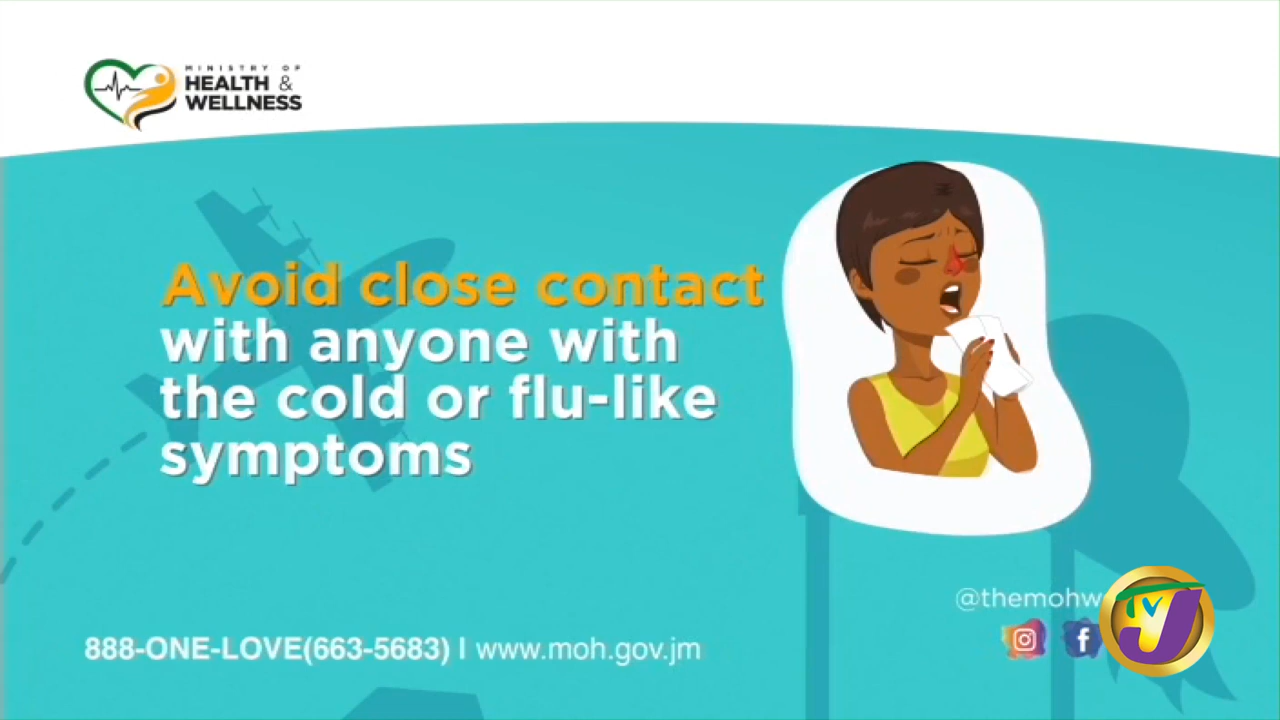 MINISTRY OF
HEALTH &
WELLNESS
Avoid close contact
with anyone with
the cold or flu-like
symptoms
888-ONE-LOVE(663-5683) I www.moh.gov.jm
TVJ